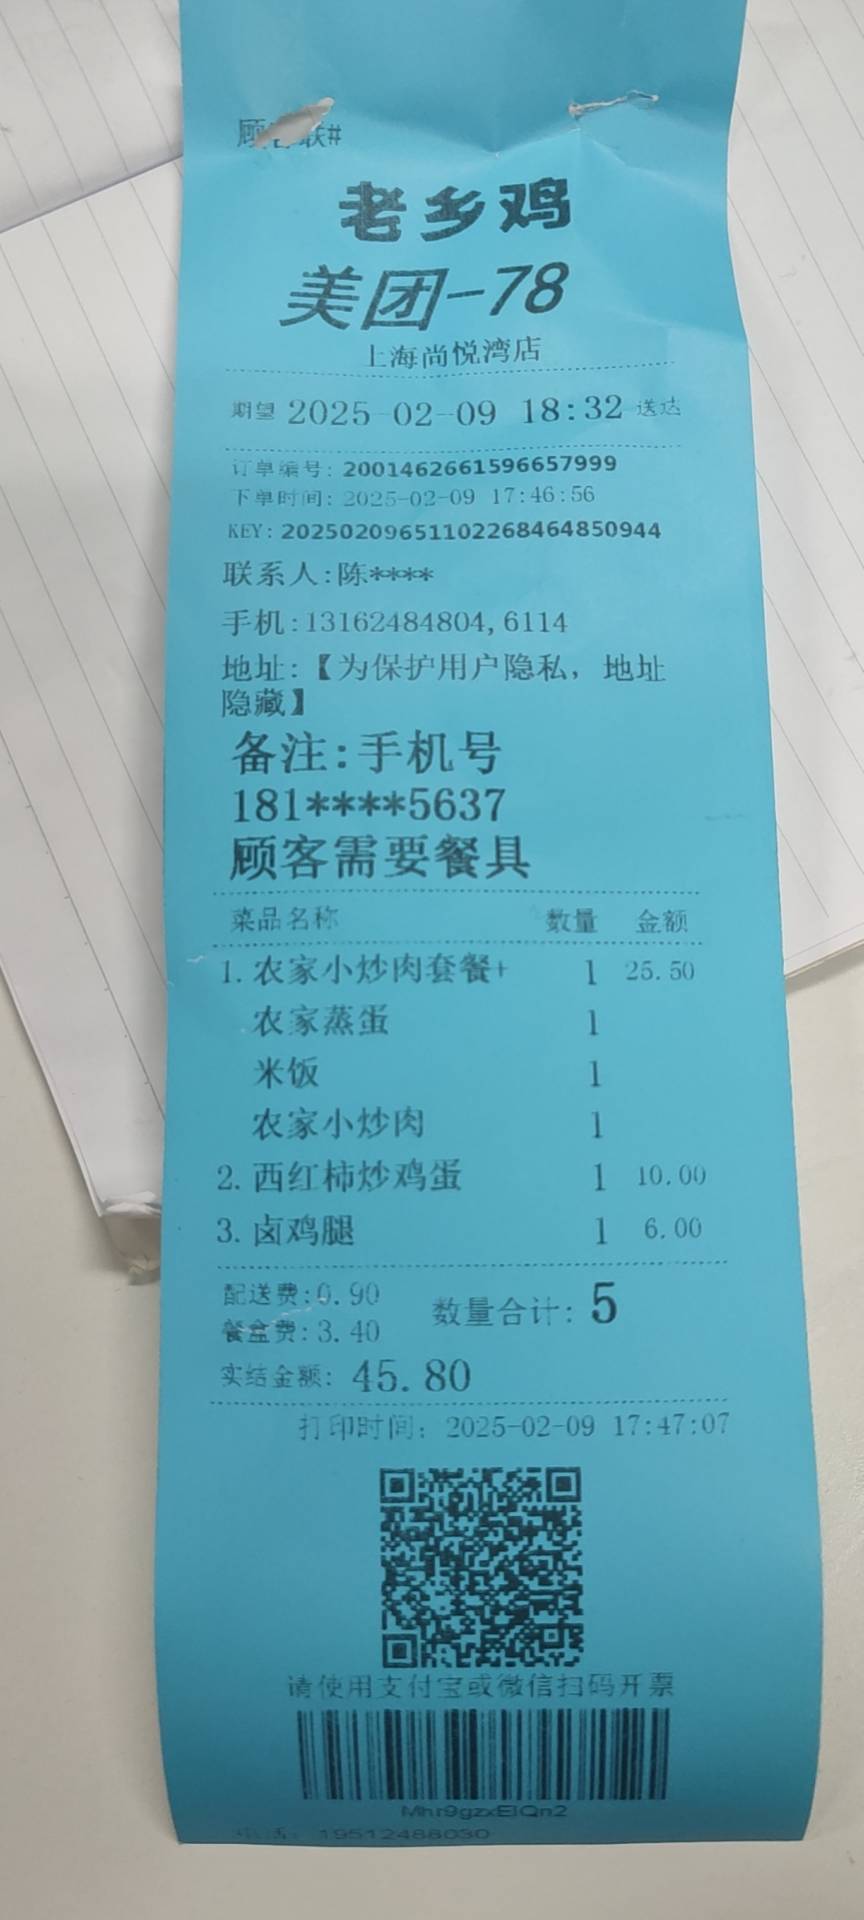 顾客联#
老乡鸡
美团-78
上海尚悦湾店
期望 2025-02-09 18:32 送达
订单编号: 2001462661596657999
下单时间: 2025-02-09 17:46:56
KEY: 20250209651102268464850944
联系人:陈****
手机:13162484804,6114
地址:【为保护用户隐私，地址
隐藏】
备注:手机号
181****5637
顾客需要餐具
菜品名称 数量 金额
1. 农家小炒肉套餐+ 1 25.50
农家蒸蛋 1
米饭 1
农家小炒肉 1
2. 西红柿炒鸡蛋 1 10.00
3. 卤鸡腿 1 6.00
配送费:0.90
餐盒费:3.40 数量合计: 5
实结金额: 45.80
打印时间: 2025-02-09 17:47:07
请使用支付宝或微信扫码开票
Mhr9gzxEIQn2
电话: 19512488030